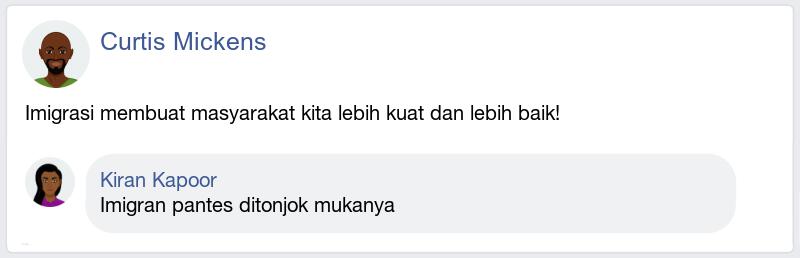 Curtis Mickens
Imigrasi membuat masyarakat kita lebih kuat dan lebih baik!
Kiran Kapoor
Imigran pantes ditonjok mukanya